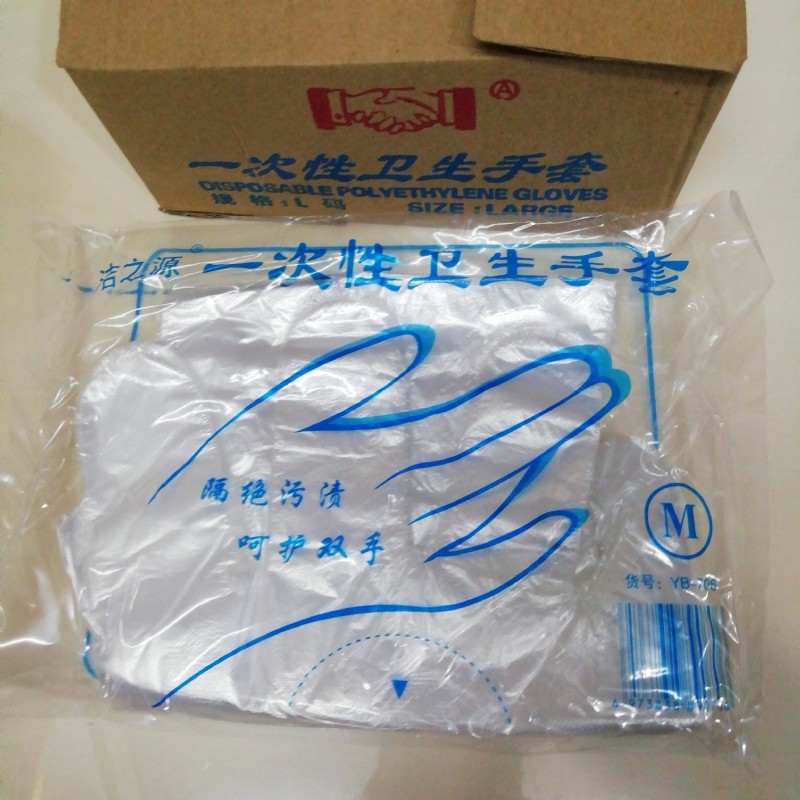 Ⓐ
一次性卫生手套
DISPOSABLE POLYETHYLENE GLOVES
规格:L 码 SIZE:LARGE
洁之源® 一次性卫生手套
隔绝污渍
呵护双手
M
货号: YB-706